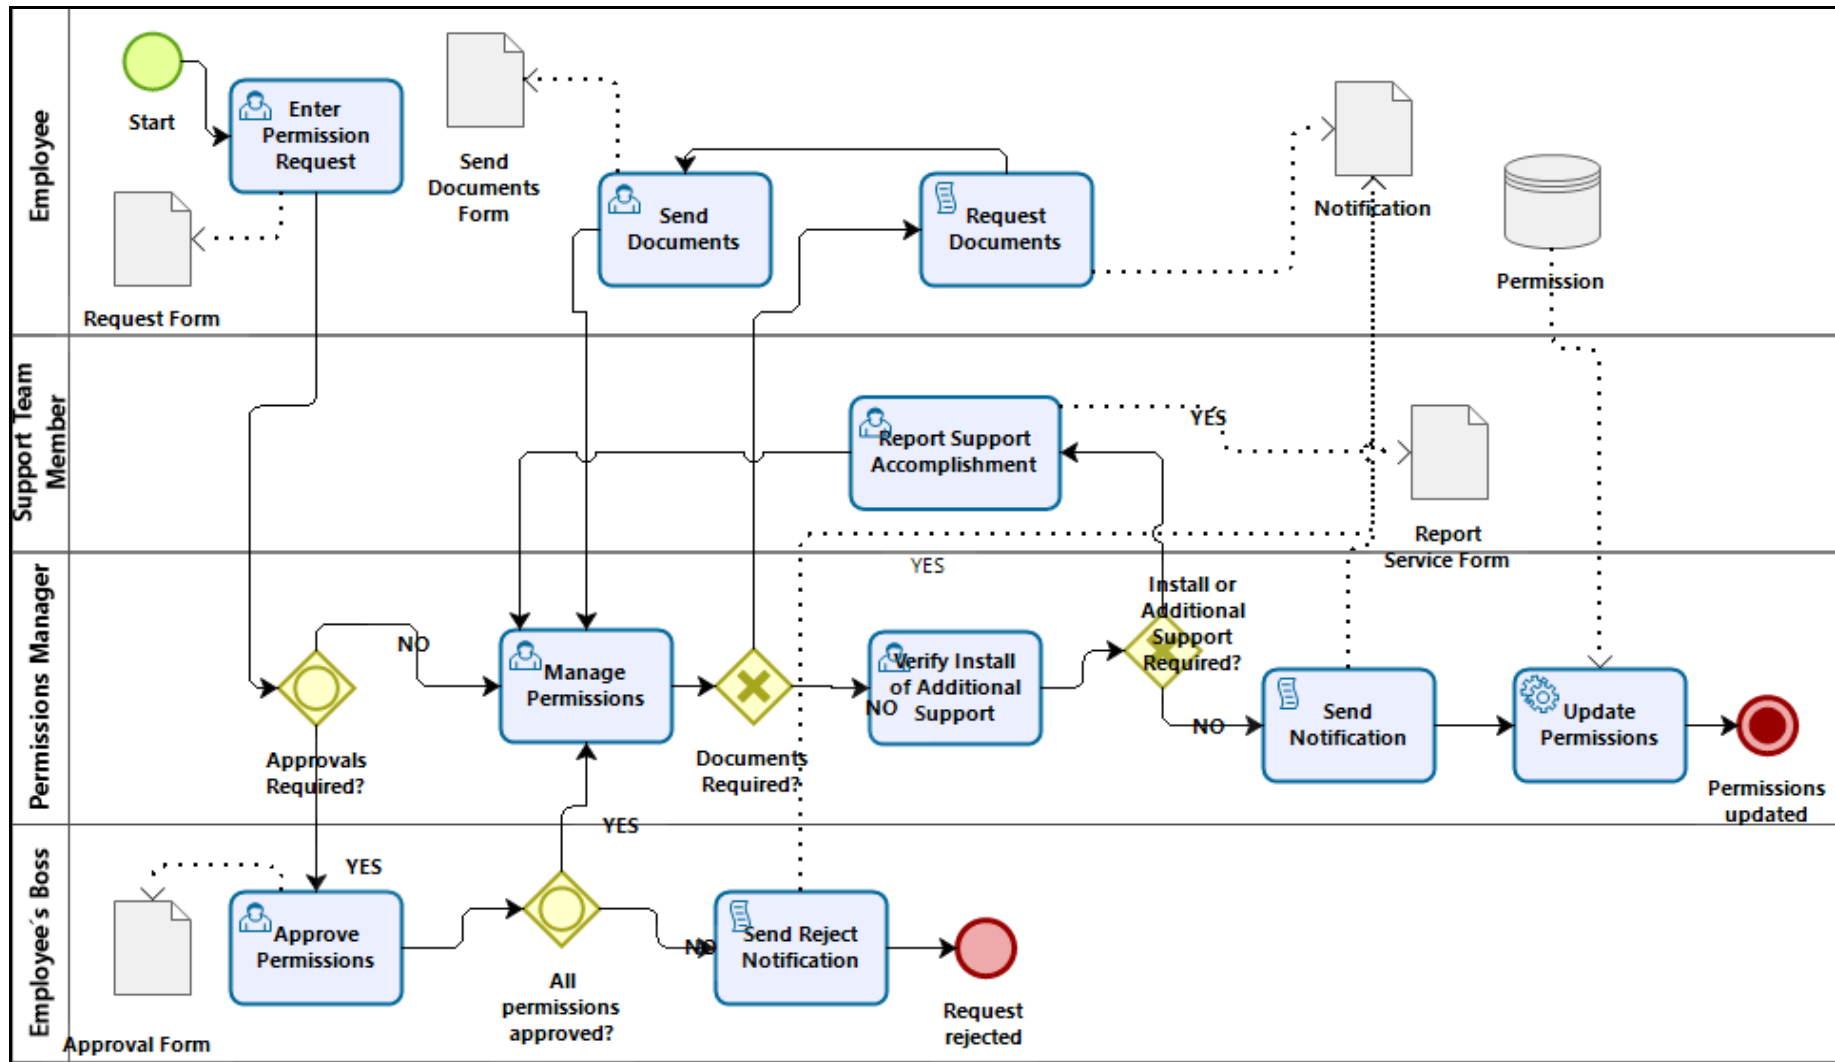 Employee
Start
Enter
Permission
Request
Request Form
Send
Documents
Form
Send
Documents
Request
Documents
Notification
Permission
Support Team
Member
Report Support
Accomplishment
YES
Report
Service Form
Permissions Manager
Approvals
Required?
NO
Manage
Permissions
YES
Documents
Required?
NO
Verify Install
of Additional
Support
Install or
Additional
Support
Required?
NO
Send
Notification
Update
Permissions
Permissions
updated
Employee´s Boss
YES
Approval Form
Approve
Permissions
YES
All
permissions
approved?
NO
Send Reject
Notification
Request
rejected